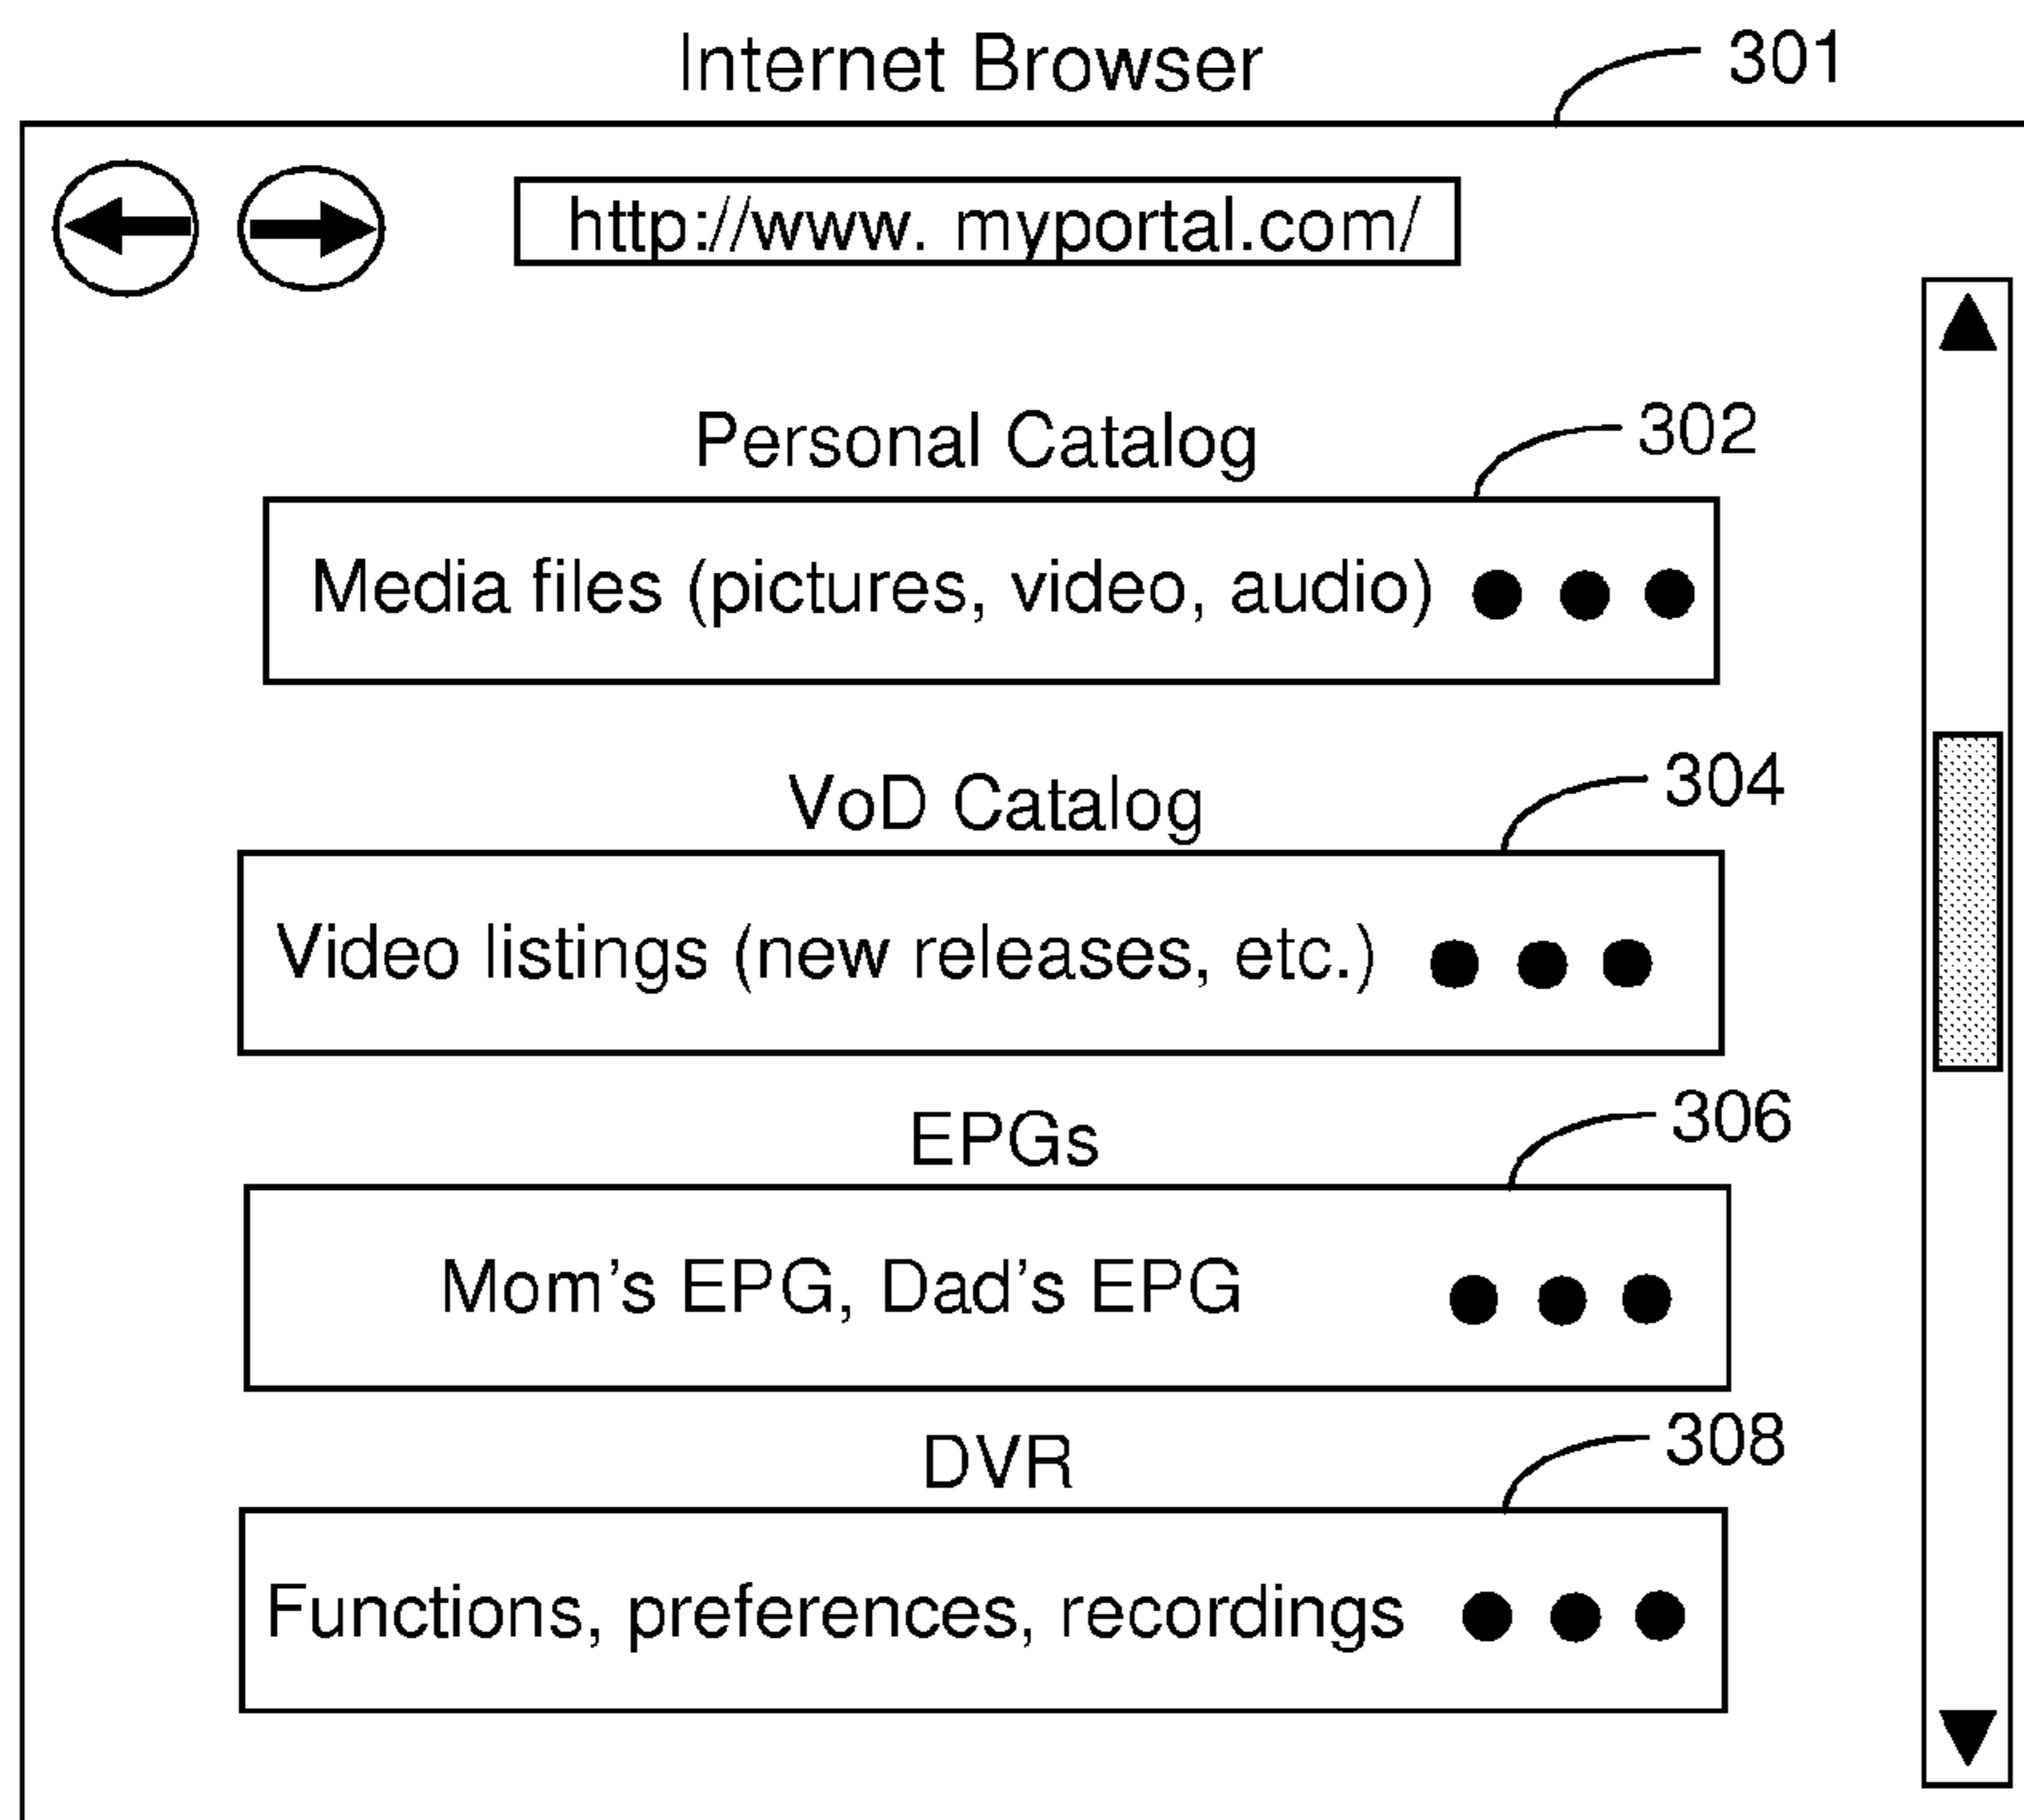 Internet Browser
301
http://www. myportal.com/
Personal Catalog
302
Media files (pictures, video, audio)
VoD Catalog
304
Video listings (new releases, etc.)
EPGs
306
Mom's EPG, Dad's EPG
DVR
308
Functions, preferences, recordings